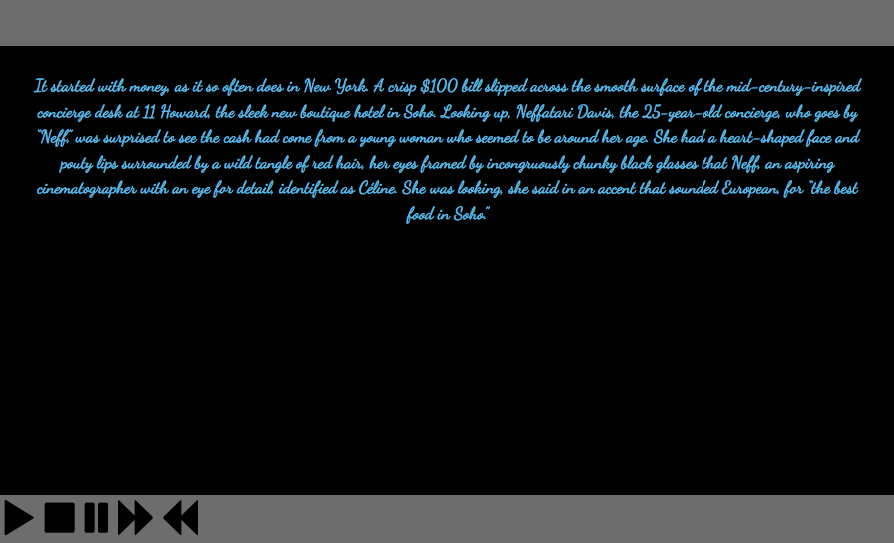 It started with money, as it so often does in New York. A crisp $100 bill slipped across the smooth surface of the mid-century-inspired
concierge desk at 11 Howard, the sleek new boutique hotel in Soho. Looking up, Neffatari Davis, the 25-year-old concierge, who goes by
“Neff,” was surprised to see the cash had come from a young woman who seemed to be around her age. She had a heart-shaped face and
pouty lips surrounded by a wild tangle of red hair, her eyes framed by incongruously chunky black glasses that Neff, an aspiring
cinematographer with an eye for detail, identified as Céline. She was looking, she said in an accent that sounded European, for “the best
food in Soho.”